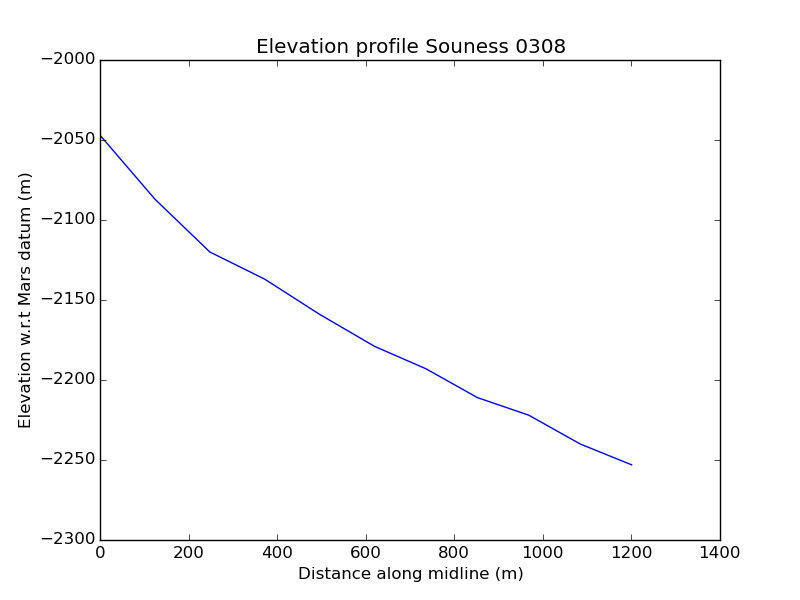 Elevation profile Souness 0308
−2000
−2050
−2100
−2150
−2200
−2250
−2300
Elevation w.r.t Mars datum (m)
0 200 400 600 800 1000 1200 1400
Distance along midline (m)